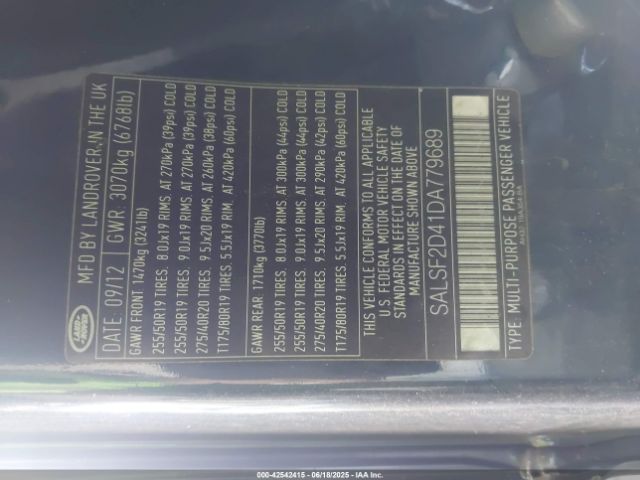 LAND ROVER
MFD BY LANDROVER IN THE UK
DATE: 09/12 GWR: 3070kg (6768lb)
GAWR FRONT: 1470kg (3241lb)
255/50R19 TIRES. 8.0Jx19 RIMS. AT 270kPA (39psi) COLD
255/50R19 TIRES. 9.0Jx19 RIMS. AT 270kPA (39psi) COLD
275/40R20 TIRES. 9.5Jx20 RIMS. AT 260kPA (38psi) COLD
T175/80R19 TIRES. 5.5Jx19 RIM. AT 420kPA (60psi) COLD
GAWR REAR: 1710kg (3770lb)
255/50R19 TIRES. 8.0Jx19 RIMS. AT 300kPA (44psi) COLD
255/50R19 TIRES. 9.0Jx19 RIMS. AT 300kPA (44psi) COLD
275/40R20 TIRES. 9.5Jx20 RIMS. AT 290kPA (42psi) COLD
T175/80R19 TIRES. 5.5Jx19 RIM. AT 420kPA (60psi) COLD
THIS VEHICLE CONFORMS TO ALL APPLICABLE
U.S. FEDERAL MOTOR VEHICLE SAFETY
STANDARDS IN EFFECT ON THE DATE OF
MANUFACTURE SHOWN ABOVE
SALSF2D41DA779689
TYPE: MULTI-PURPOSE PASSENGER VEHICLE
000-42542415 - 06/18/2025 - IAAI.COM